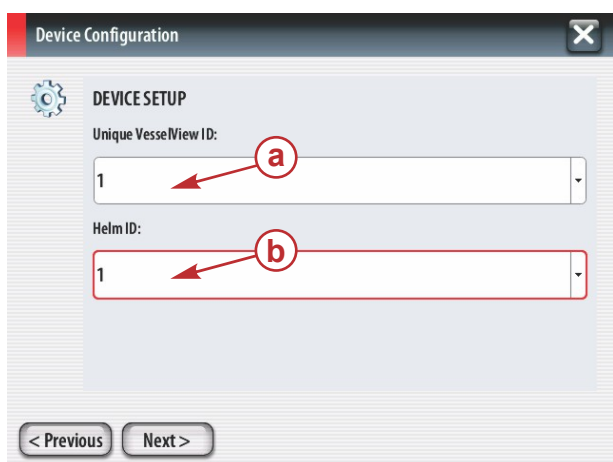 Device Configuration
DEVICE SETUP
Unique VesselView ID:
a
1
Helm ID:
b
1
< Previous Next >